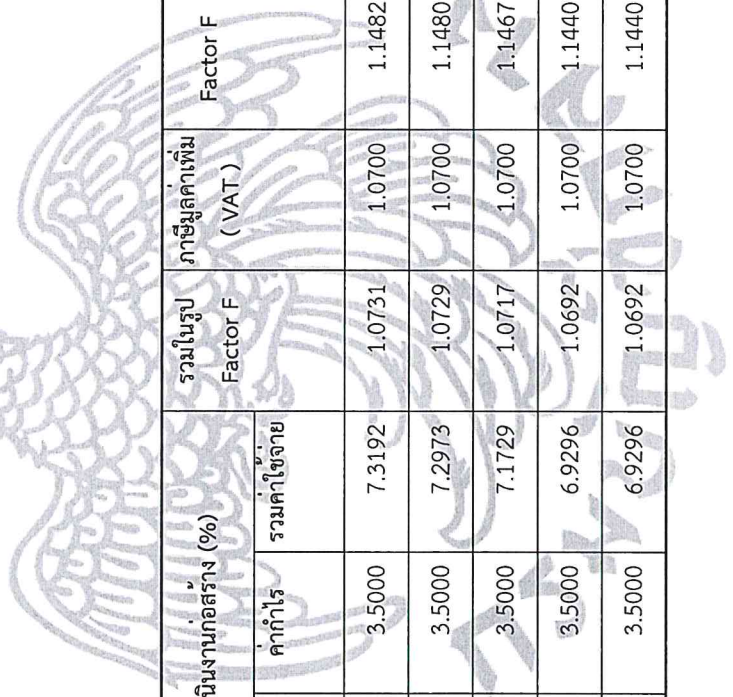 นินงานก่อสร้าง (%) รวมในรูป ภาษีมูลค่าเพิ่ม Factor F
ค่ากำไร รวมค่าใช้จ่าย Factor F ( VAT )
3.5000 7.3192 1.0731 1.0700 1.1482
3.5000 7.2973 1.0729 1.0700 1.1480
3.5000 7.1729 1.0717 1.0700 1.1467
3.5000 6.9296 1.0692 1.0700 1.1440
3.5000 6.9296 1.0692 1.0700 1.1440